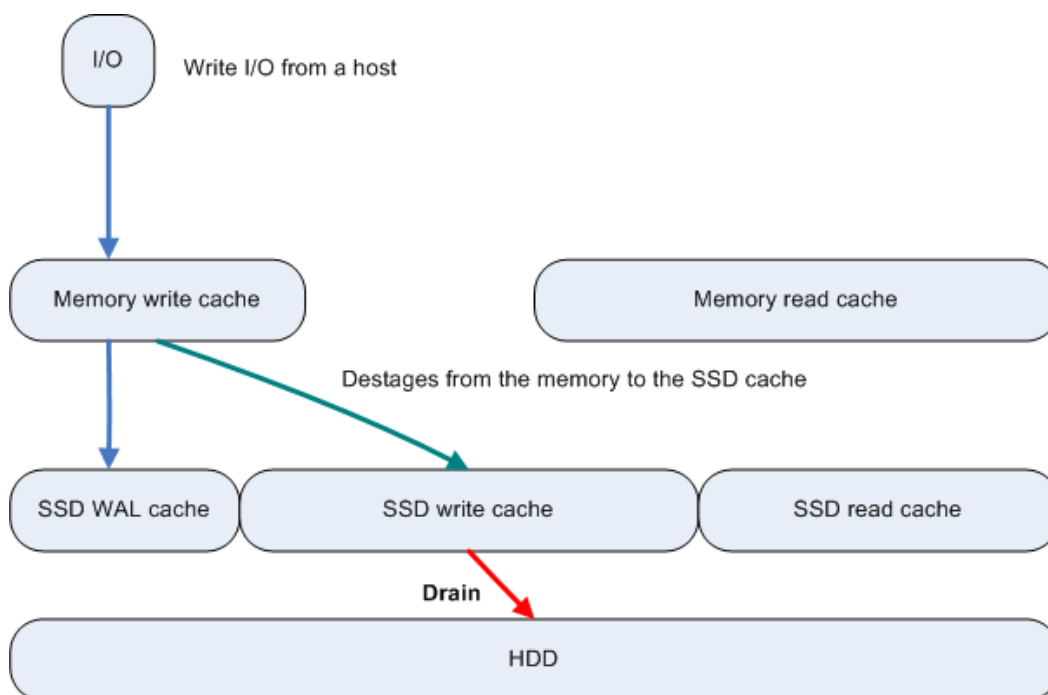 I/O
Write I/O from a host
Memory write cache
Memory read cache
Destages from the memory to the SSD cache
SSD WAL cache
SSD write cache
SSD read cache
Drain
HDD